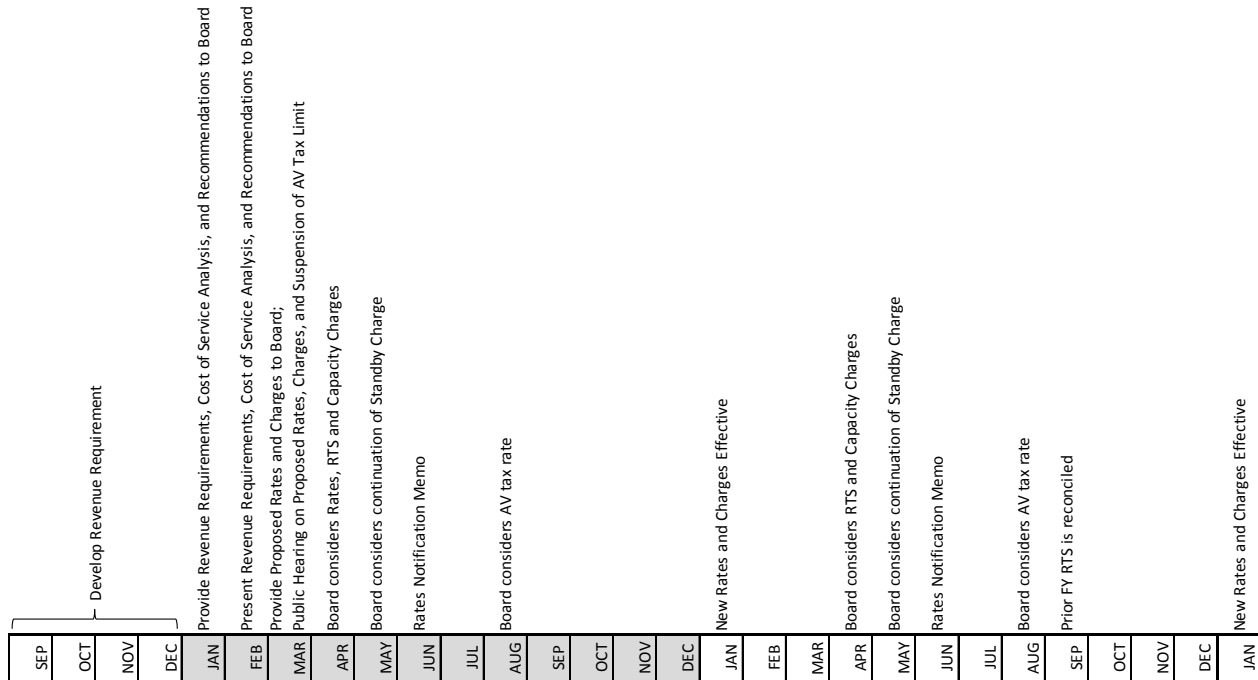 Develop Revenue Requirement
Provide Revenue Requirements, Cost of Service Analysis, and Recommendations to Board
Present Revenue Requirements, Cost of Service Analysis, and Recommendations to Board
Provide Proposed Rates and Charges to Board;
Public Hearing on Proposed Rates, Charges, and Suspension of AV Tax Limit
Board considers Rates, RTS and Capacity Charges
Board considers continuation of Standby Charge
Rates Notification Memo
Board considers AV tax rate
New Rates and Charges Effective
Board considers RTS and Capacity Charges
Board considers continuation of Standby Charge
Rates Notification Memo
Board considers AV tax rate
Prior FY RTS is reconciled
New Rates and Charges Effective
SEP
OCT
NOV
DEC
JAN
FEB
MAR
APR
MAY
JUN
JUL
AUG
SEP
OCT
NOV
DEC
JAN
FEB
MAR
APR
MAY
JUN
JUL
AUG
SEP
OCT
NOV
DEC
JAN